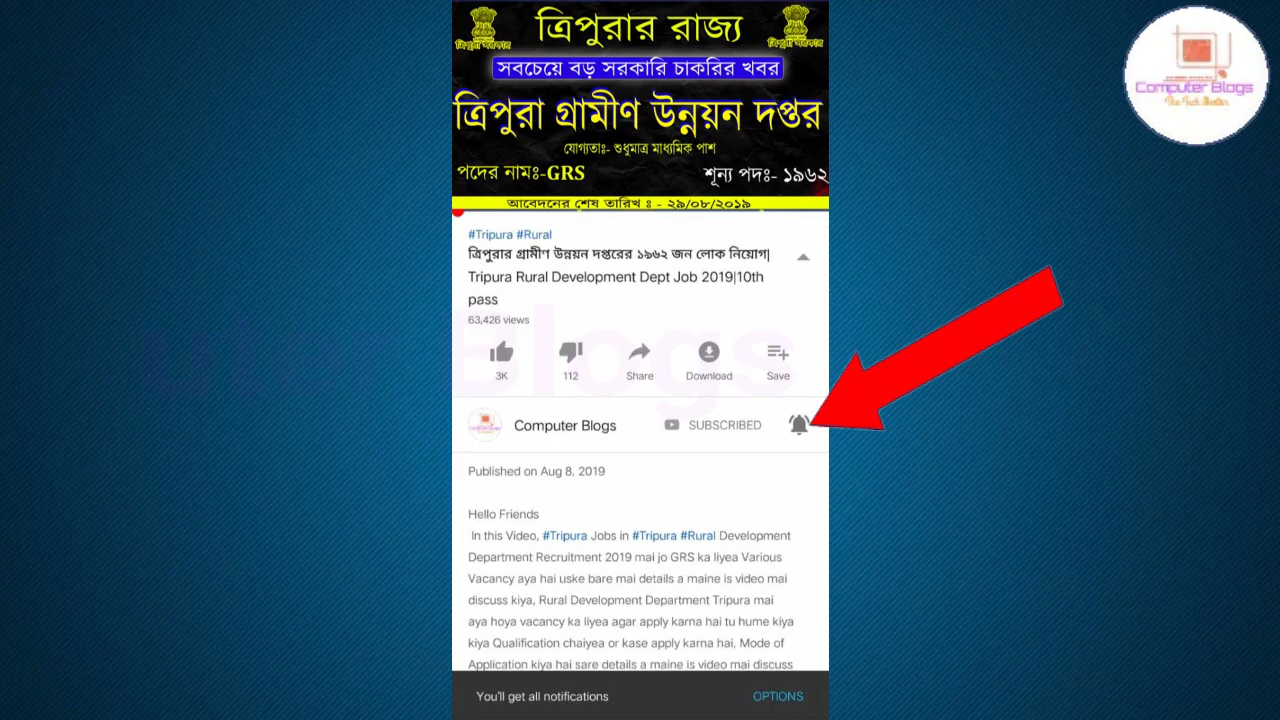 ত্রিপুরার রাজ্য
ত্রিপুরা সরকার
ত্রিপুরা সরকার
সবচেয়ে বড় সরকারি চাকরির খবর
ত্রিপুরা গ্রামীণ উন্নয়ন দপ্তর
যোগ্যতাঃ- শুধুমাত্র মাধ্যমিক পাশ
পদের নামঃ-GRS
শূন্য পদঃ- ১৯৬২
আবেদনের শেষ তারিখ ঃ - ২৯/০৮/২০১৯
Computer Blogs
#Tripura #Rural
ত্রিপুরার গ্রামীণ উন্নয়ন দপ্তরের ১৯৬২ জন লোক নিয়োগ|
Tripura Rural Development Dept Job 2019|10th
pass
63,426 views
3K
112
Share
Download
Save
Computer Blogs
SUBSCRIBED
Published on Aug 8, 2019
Hello Friends
In this Video, #Tripura Jobs in #Tripura #Rural Development
Department Recruitment 2019 mai jo GRS ka liyea Various
Vacancy aya hai uske bare mai details a maine is video mai
discuss kiya, Rural Development Department Tripura mai
aya hoya vacancy ka liyea agar apply karna hai tu hume kiya
kiya Qualification chaiyea or kase apply karna hai, Mode of
Application kiya hai sare details a maine is video mai discuss
You'll get all notifications
OPTIONS